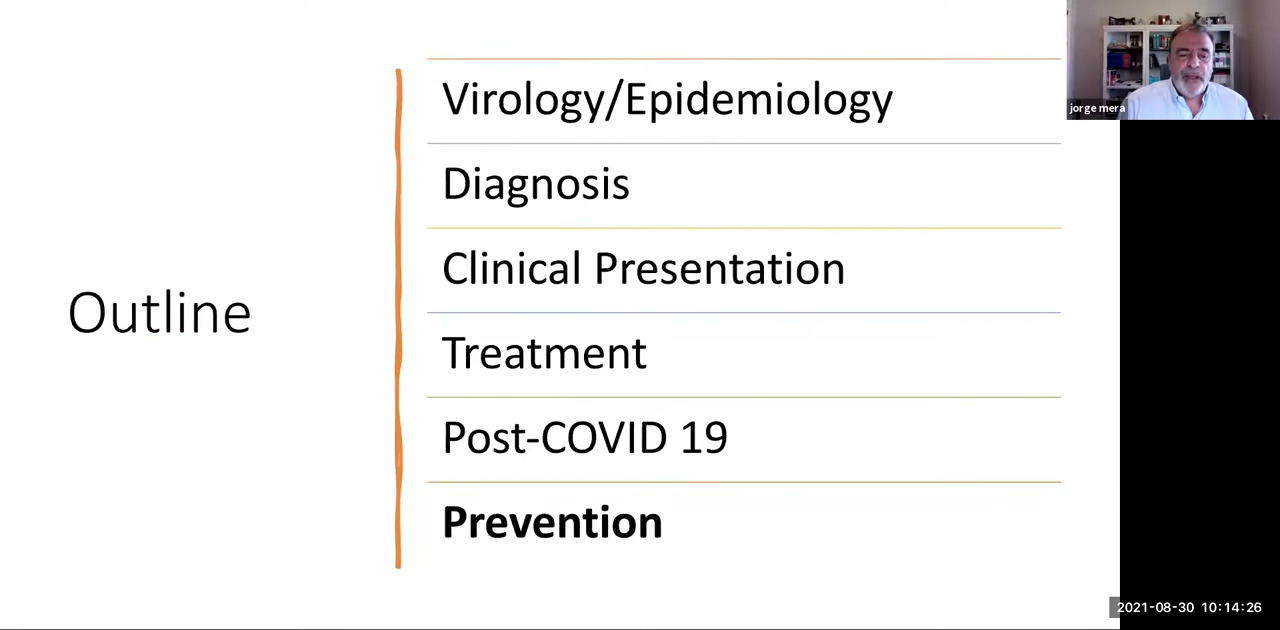 Outline
Virology/Epidemiology
Diagnosis
Clinical Presentation
Treatment
Post-COVID 19
Prevention
jorge mera
2021-08-30 10:14:26